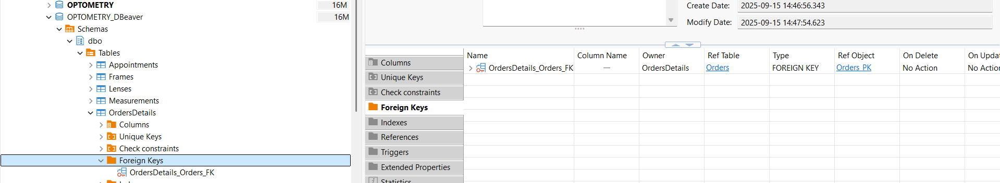 OPTOMETRY 16M
OPTOMETRY_DBeaver 16M
Schemas
dbo
Tables
Appointments
Frames
Lenses
Measurements
OrdersDetails
Columns
Unique Keys
Check constraints
Foreign Keys
OrdersDetails_Orders_FK
Create Date: 2025-09-15 14:46:56.343
Modify Date: 2025-09-15 14:47:54.623
Columns
Unique Keys
Check constraints
Foreign Keys
Indexes
References
Triggers
Extended Properties
Statistics
Name Column Name Owner Ref Table Type Ref Object On Delete On Updat
OrdersDetails_Orders_FK — OrdersDetails Orders FOREIGN KEY Orders_PK No Action No Action